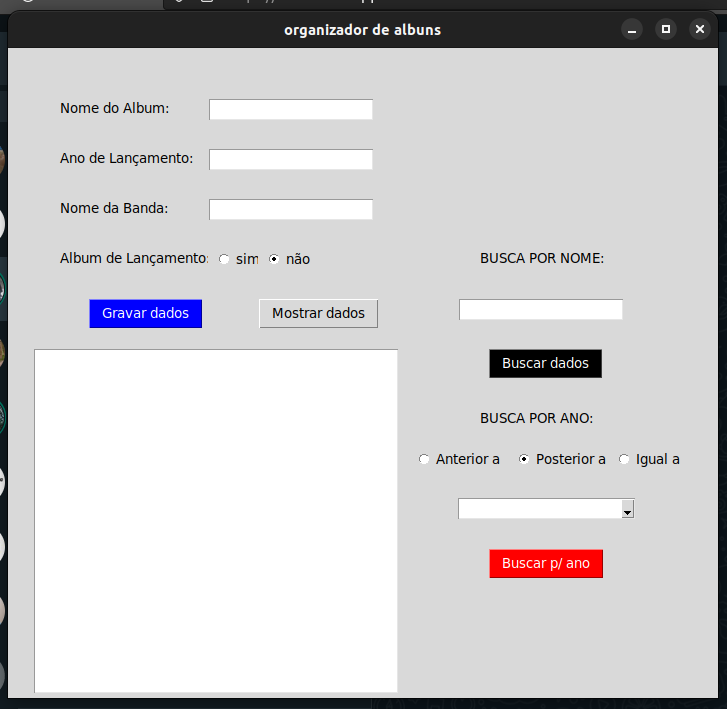 organizador de albuns
Nome do Album:
Ano de Lançamento:
Nome da Banda:
Album de Lançamento: sim não
BUSCA POR NOME:
Gravar dados Mostrar dados
Buscar dados
BUSCA POR ANO:
Anterior a Posterior a Igual a
Buscar p/ ano